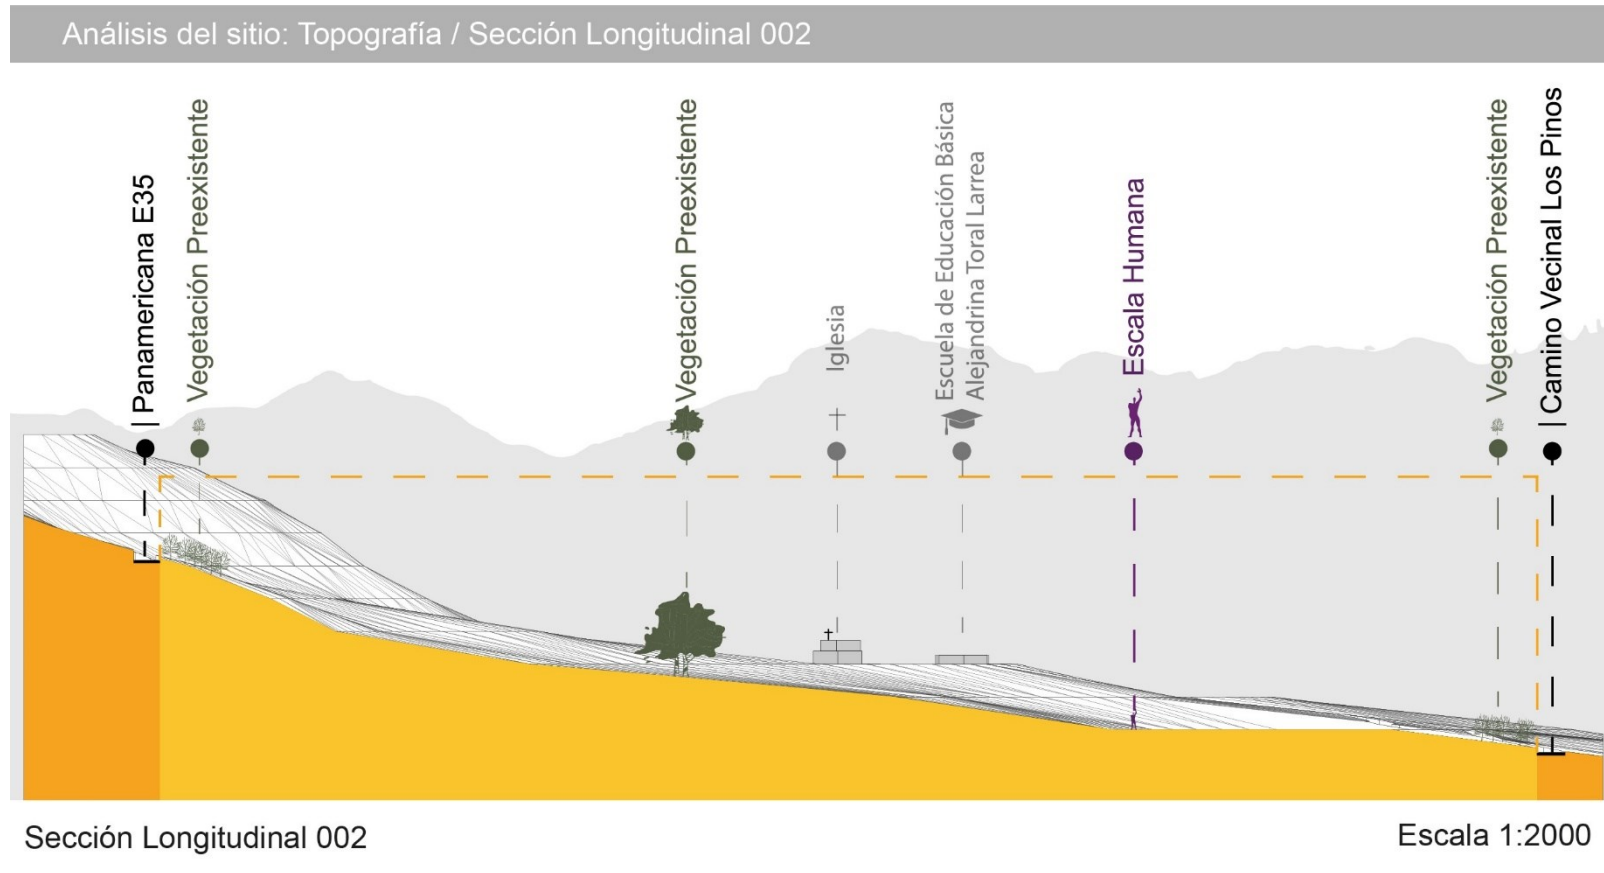 Análisis del sitio: Topografía / Sección Longitudinal 002
| Panamericana E35
Vegetación Preexistente
Vegetación Preexistente
Iglesia
Escuela de Educación Básica
Alejandrina Toral Larrea
Escala Humana
Vegetación Preexistente
| Camino Vecinal Los Pinos
Sección Longitudinal 002
Escala 1:2000